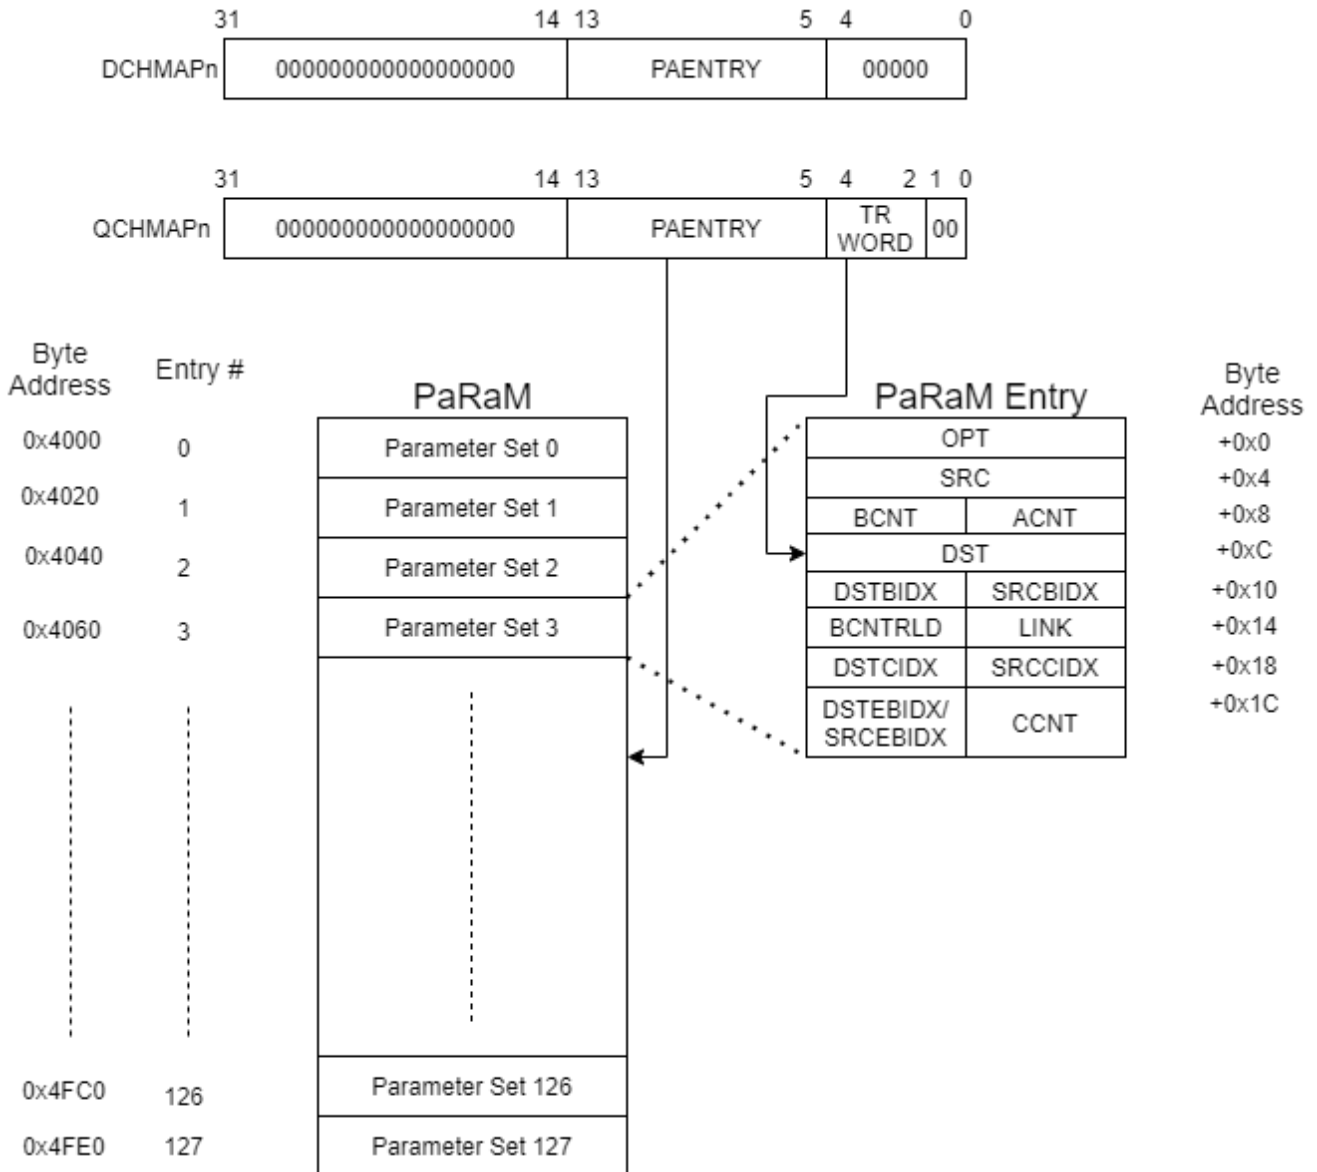 31 14 13 5 4 0
DCHMAPn 000000000000000000 PAENTRY 00000
31 14 13 5 4 2 1 0
QCHMAPn 000000000000000000 PAENTRY TR WORD 00
Byte
Address
Entry #
PaRaM
PaRaM Entry
Byte
Address
0x4000 0 Parameter Set 0
0x4020 1 Parameter Set 1
0x4040 2 Parameter Set 2
0x4060 3 Parameter Set 3
OPT +0x0
SRC +0x4
BCNT ACNT +0x8
DST +0xC
DSTBIDX SRCBIDX +0x10
BCNTRLD LINK +0x14
DSTCIDX SRCCIDX +0x18
DSTEBIDX/
SRCEBIDX CCNT +0x1C
0x4FC0 126 Parameter Set 126
0x4FE0 127 Parameter Set 127